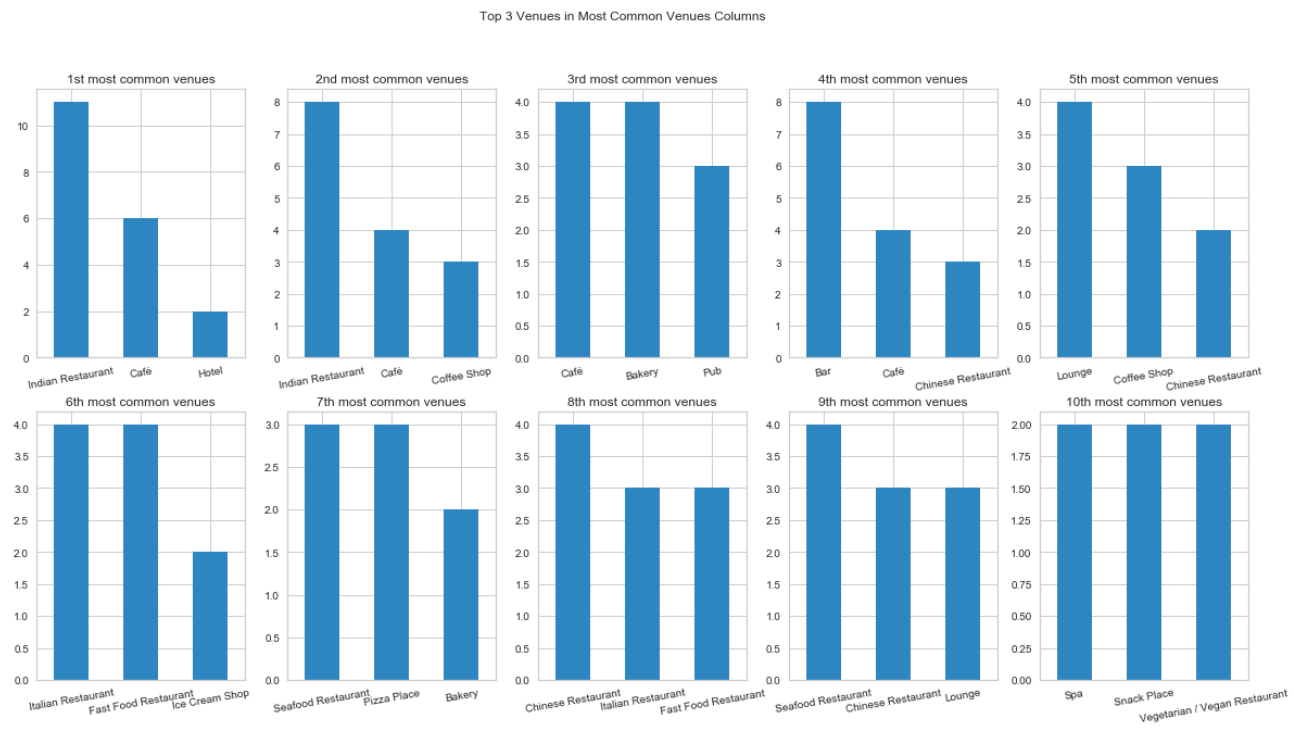 Top 3 Venues in Most Common Venues Columns
1st most common venues
10
8
6
4
2
0
Indian Restaurant
Café
Hotel
2nd most common venues
8
7
6
5
4
3
2
1
0
Indian Restaurant
Café
Coffee Shop
3rd most common venues
4.0
3.5
3.0
2.5
2.0
1.5
1.0
0.5
0.0
Café
Bakery
Pub
4th most common venues
8
7
6
5
4
3
2
1
0
Bar
Café
Chinese Restaurant
5th most common venues
4.0
3.5
3.0
2.5
2.0
1.5
1.0
0.5
0.0
Lounge
Coffee Shop
Chinese Restaurant
6th most common venues
4.0
3.5
3.0
2.5
2.0
1.5
1.0
0.5
0.0
Italian Restaurant
Fast Food Restaurant
Ice Cream Shop
7th most common venues
3.0
2.5
2.0
1.5
1.0
0.5
0.0
Seafood Restaurant
Pizza Place
Bakery
8th most common venues
4.0
3.5
3.0
2.5
2.0
1.5
1.0
0.5
0.0
Chinese Restaurant
Italian Restaurant
Fast Food Restaurant
9th most common venues
4.0
3.5
3.0
2.5
2.0
1.5
1.0
0.5
0.0
Seafood Restaurant
Chinese Restaurant
Lounge
10th most common venues
2.00
1.75
1.50
1.25
1.00
0.75
0.50
0.25
0.00
Spa
Snack Place
Vegetarian / Vegan Restaurant